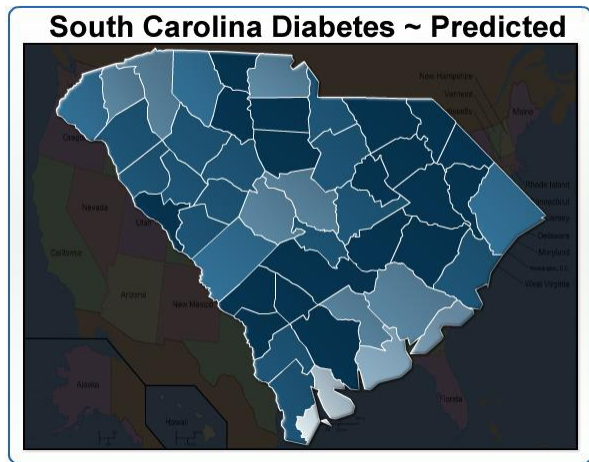 South Carolina Diabetes ~ Predicted
New Hampshire
Vermont
Maine
Rhode Island
Nevada
Utah
Delaware
California
Maryland
West Virginia
Arizona
New Mexico
Alaska
Florida
Hawaii